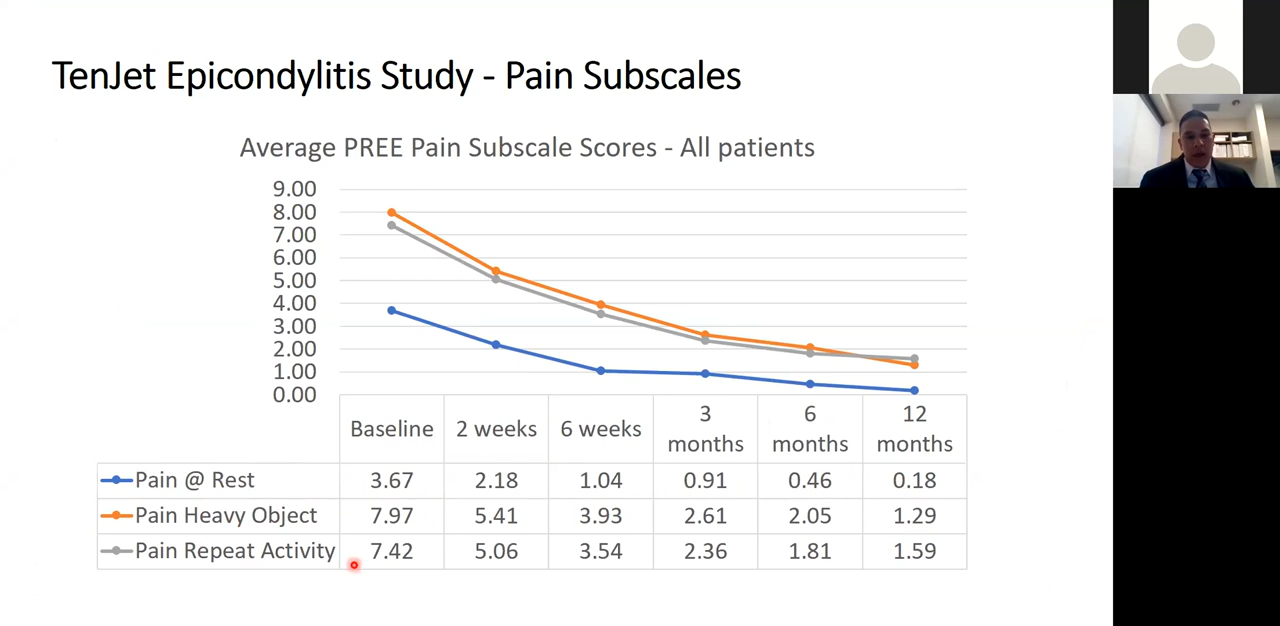 TenJet Epicondylitis Study - Pain Subscales
Average PREE Pain Subscale Scores - All patients
9.00
8.00
7.00
6.00
5.00
4.00
3.00
2.00
1.00
0.00
Baseline 2 weeks 6 weeks 3 months 6 months 12 months
Pain @ Rest 3.67 2.18 1.04 0.91 0.46 0.18
Pain Heavy Object 7.97 5.41 3.93 2.61 2.05 1.29
Pain Repeat Activity 7.42 5.06 3.54 2.36 1.81 1.59